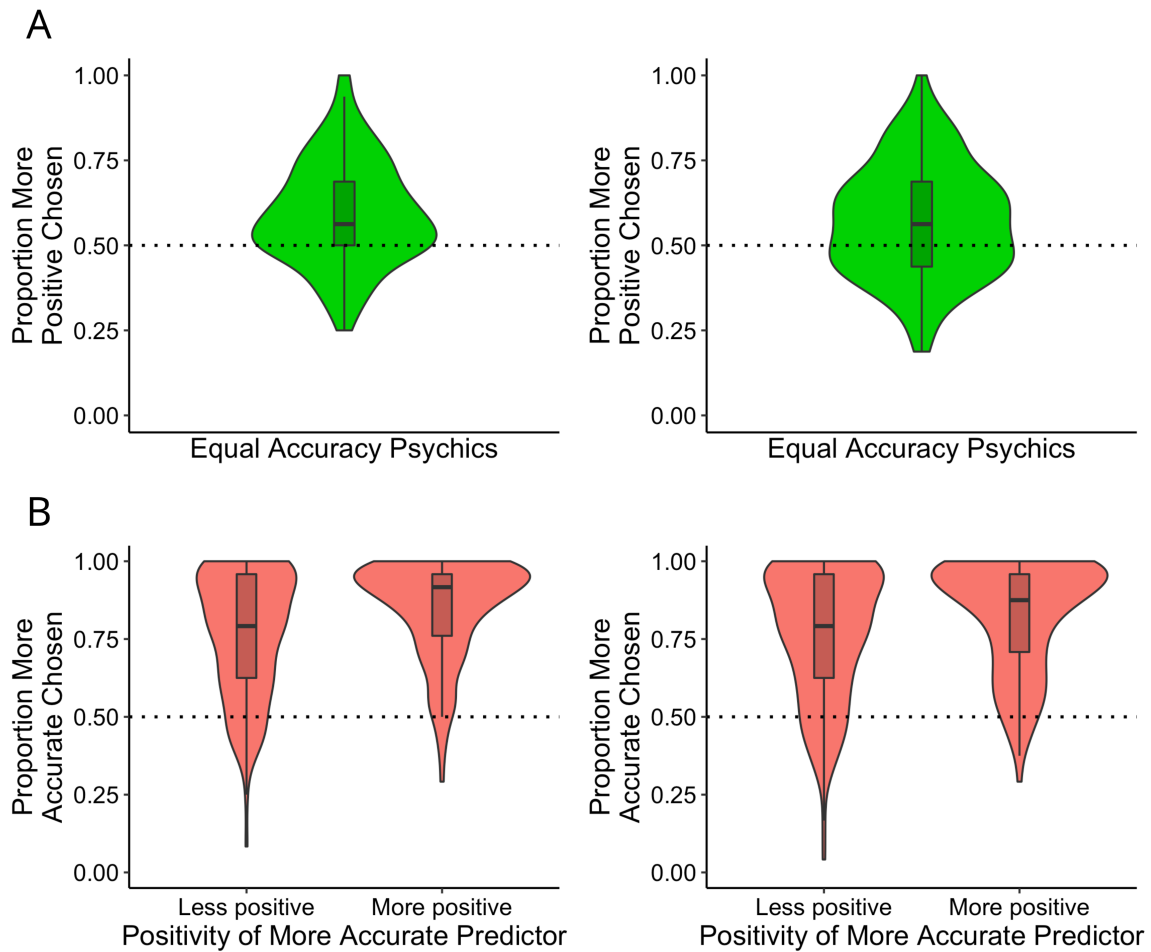 A
Proportion More
Positive Chosen
1.00
0.75
0.50
0.25
0.00
Equal Accuracy Psychics
Proportion More
Positive Chosen
1.00
0.75
0.50
0.25
0.00
Equal Accuracy Psychics
B
Proportion More
Accurate Chosen
1.00
0.75
0.50
0.25
0.00
Less positive
More positive
Positivity of More Accurate Predictor
Proportion More
Accurate Chosen
1.00
0.75
0.50
0.25
0.00
Less positive
More positive
Positivity of More Accurate Predictor